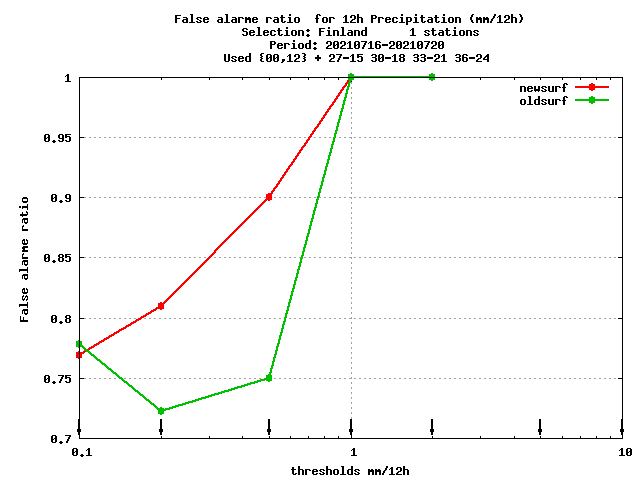 False alarme ratio  for 12h Precipitation (mm/12h)
Selection: Finland      1 stations
Period: 20210716-20210720
Used {00,12} + 27-15 30-18 33-21 36-24
newsurf
oldsurf
False alarme ratio
1
0.95
0.9
0.85
0.8
0.75
0.7
0.1
1
10
thresholds mm/12h